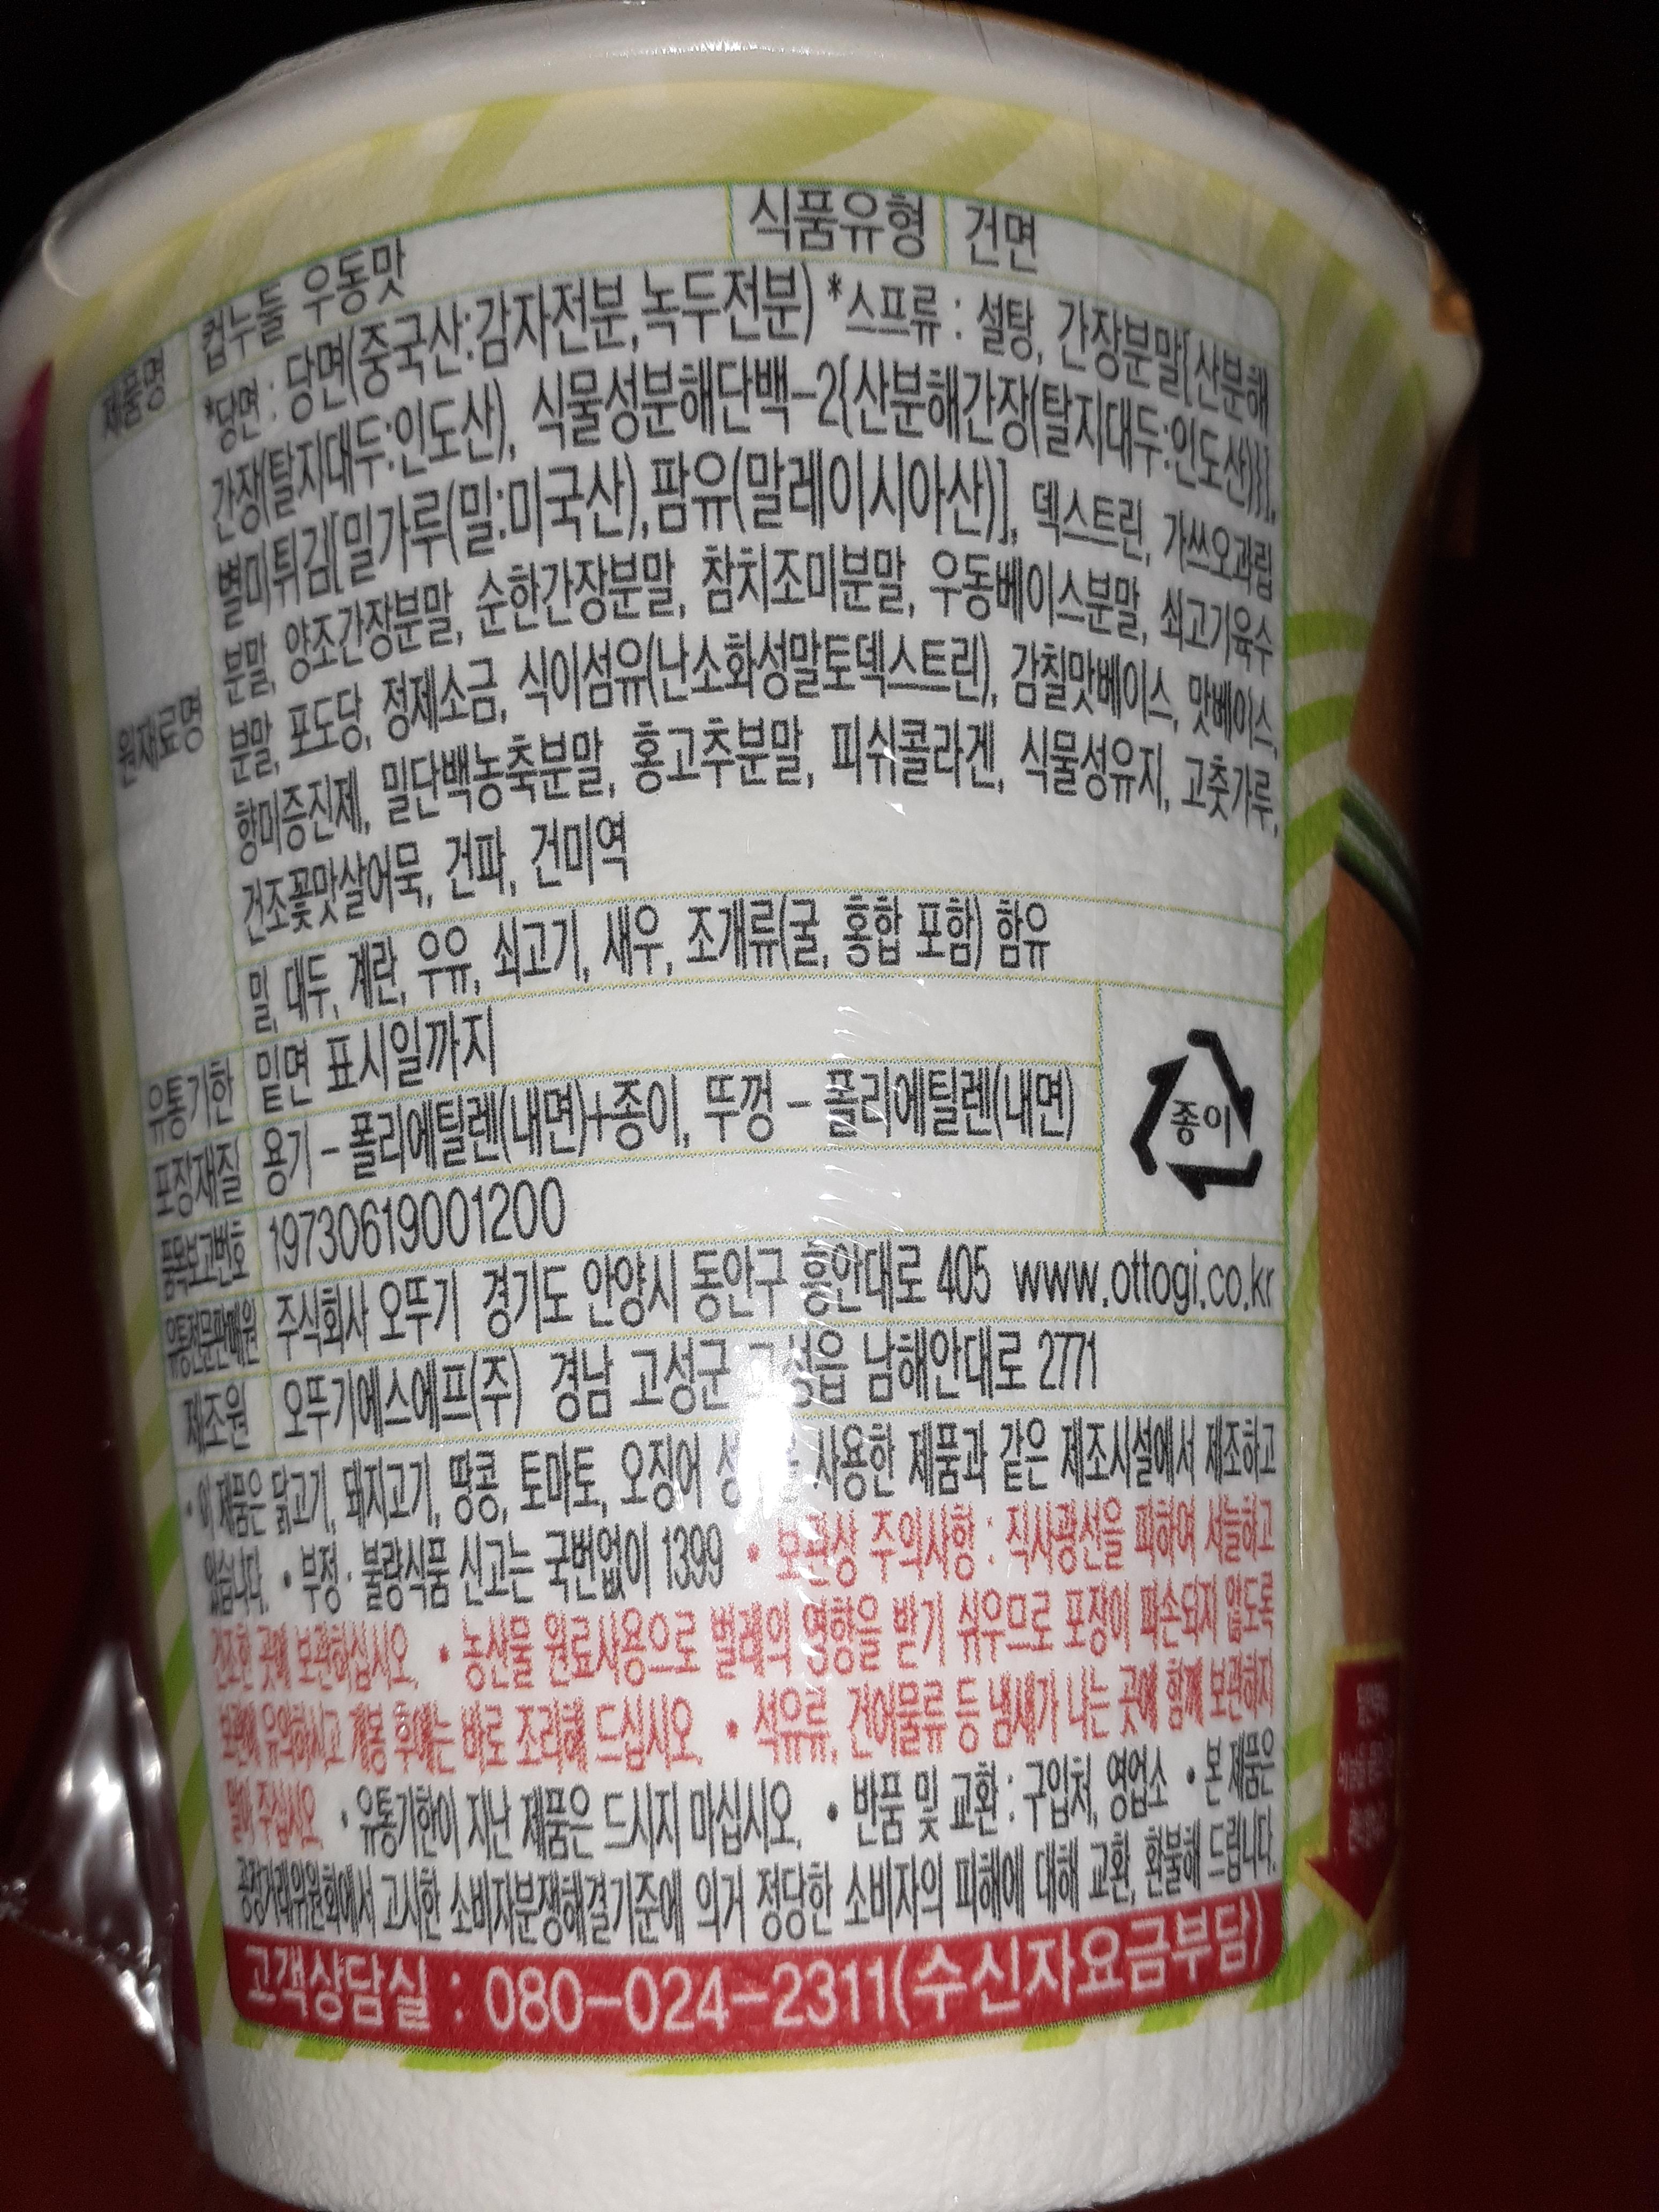 제품명 컵누들 우동맛 식품유형 건면
원재료명
*당면 : 당면(중국산:감자전분,녹두전분) *스프류 : 설탕, 간장분말[산분해
간장(탈지대두:인도산), 식물성분해단백-2{산분해간장(탈지대두:인도산)}],
별미튀김[밀가루(밀:미국산),팜유(말레이시아산)], 덱스트린, 가쓰오과립
분말, 양조간장분말, 순한간장분말, 참치조미분말, 우동베이스분말, 쇠고기육수
분말, 포도당, 정제소금, 식이섬유(난소화성말토덱스트린), 감칠맛베이스, 맛베이스,
향미증진제, 밀단백농축분말, 홍고추분말, 피쉬콜라겐, 식물성유지, 고춧가루,
건조꽃맛살어묵, 건파, 건미역
밀, 대두, 계란, 우유, 쇠고기, 새우, 조개류(굴, 홍합 포함) 함유
유통기한 밑면 표시일까지
포장재질 용기 - 폴리에틸렌(내면)+종이, 뚜껑 - 폴리에틸렌(내면)
종이
품목보고번호 19730619001200
유통전문판매원 주식회사 오뚜기 경기도 안양시 동안구 흥안대로 405 www.ottogi.co.kr
제조원 오뚜기에스에프(주) 경남 고성군 고성읍 남해안대로 2771
• 이 제품은 닭고기, 돼지고기, 땅콩, 토마토, 오징어 사용한 제품과 같은 제조시설에서 제조하고
있습니다. • 부정·불량식품 신고는 국번없이 1399 • 보관상 주의사항 : 직사광선을 피하여 서늘하고
건조한 곳에 보관하십시오. • 농산물 원료사용으로 벌레의 영향을 받기 쉬우므로 포장이 파손되지 않도록
보관에 유의하시고 개봉 후에는 바로 조리해 드십시오. • 석유류, 건어물류 등 냄새가 나는 곳에 함께 보관하지
말아 주십시오. • 유통기한이 지난 제품은 드시지 마십시오. • 반품 및 교환 : 구입처, 영업소 • 본 제품은
공정거래위원회에서 고시한 소비자분쟁해결기준에 의거 정당한 소비자의 피해에 대해 교환, 환불해 드립니다.
고객상담실 : 080-024-2311(수신자요금부담)